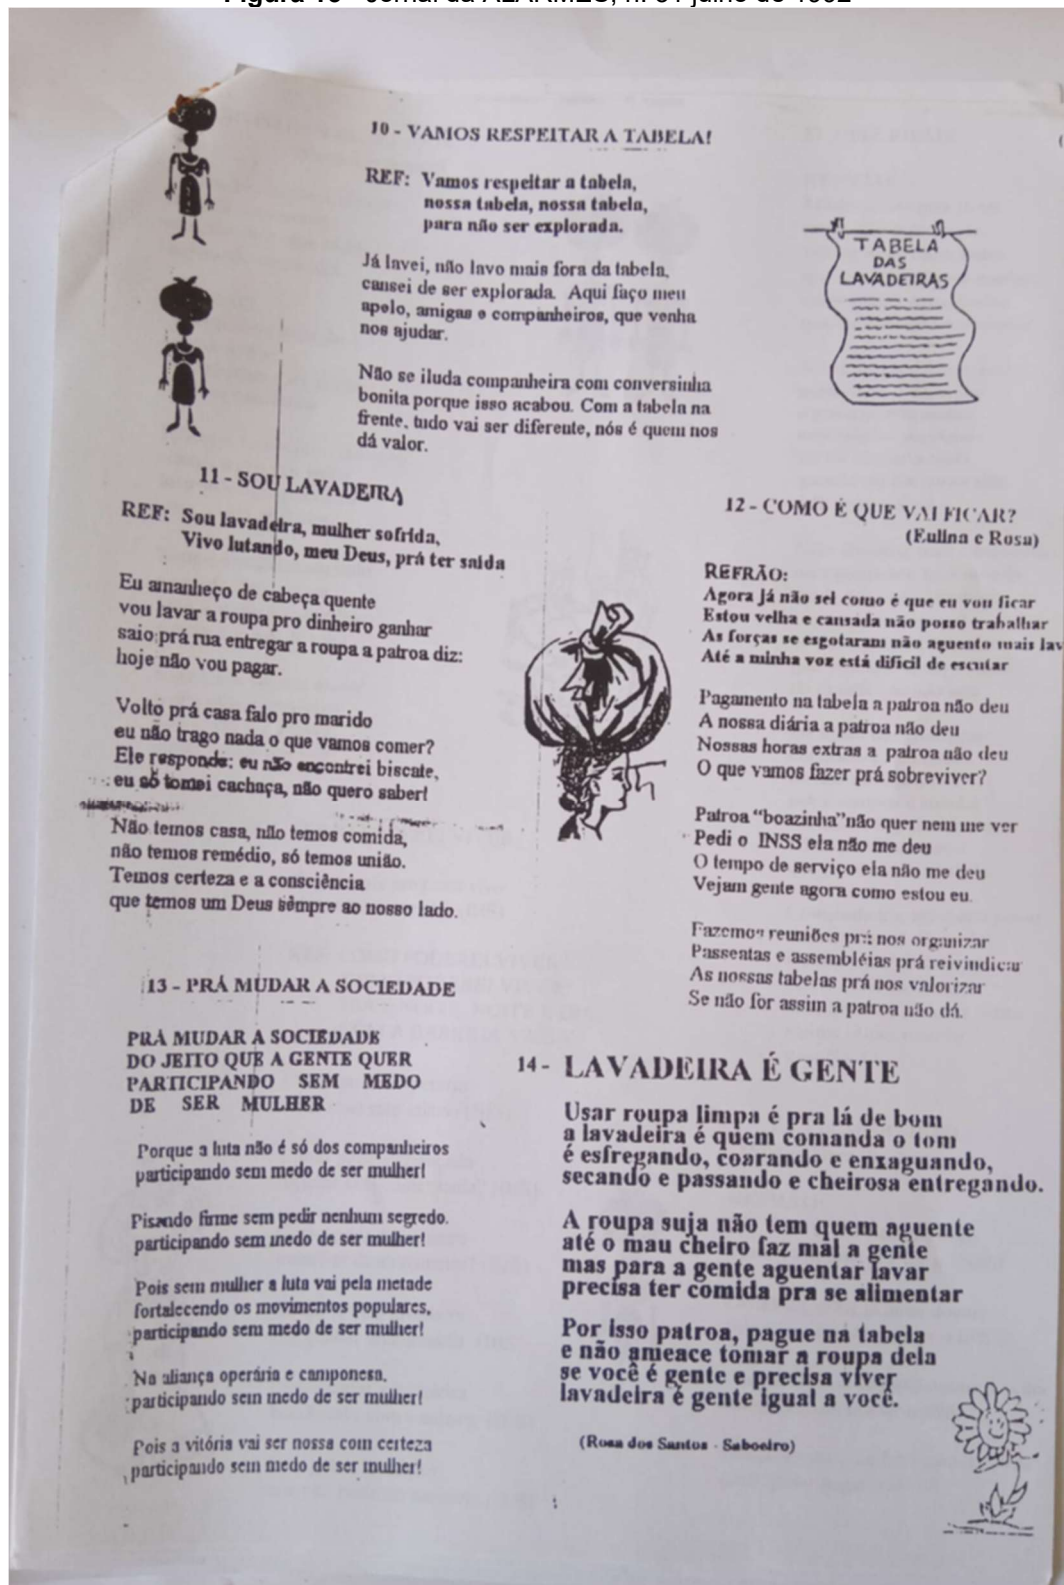 10 - VAMOS RESPEITAR A TABELA!
REF: Vamos respeitar a tabela,
nossa tabela, nossa tabela,
para não ser explorada.
Já lavei, não lavo mais fora da tabela,
cansei de ser explorada. Aqui faço meu
apelo, amigas e companheiros, que venha
nos ajudar.
Não se iluda companheira com conversinha
bonita porque isso acabou. Com a tabela na
frente, tudo vai ser diferente, nós é quem nos
dá valor.
TABELA
DAS
LAVADEIRAS
11 - SOU LAVADEIRA
REF: Sou lavadeira, mulher sofrida,
Vivo lutando, meu Deus, prá ter saida
Eu amanheço de cabeça quente
vou lavar a roupa pro dinheiro ganhar
saio prá rua entregar a roupa a patroa diz:
hoje não vou pagar.
Volto prá casa falo pro marido
eu não trago nada o que vamos comer?
Ele responde: eu não encontrei biscate,
eu só tomei cachaça, não quero saber!
Não temos casa, não temos comida,
não temos remédio, só temos união.
Temos certeza e a consciência
que temos um Deus sempre ao nosso lado.
12 - COMO É QUE VAI FICAR?
(Eulina e Rosa)
REFRÃO:
Agora já não sei como é que eu vou ficar
Estou velha e cansada não posso trabalhar
As forças se esgotaram não aguento mais lav
Até a minha voz está dificil de escutar
Pagamento na tabela a patroa não deu
A nossa diária a patroa não deu
Nossas horas extras a patroa não deu
O que vamos fazer prá sobreviver?
Patroa "boazinha"não quer nem me ver
Pedi o INSS ela não me deu
O tempo de serviço ela não me deu
Vejam gente agora como estou eu.
Fazemos reuniões prá nos organizar
Passeatas e assembléias prá reivindicar
As nossas tabelas prá nos valorizar
Se não for assim a patroa não dá.
13 - PRÁ MUDAR A SOCIEDADE
PRÁ MUDAR A SOCIEDADE
DO JEITO QUE A GENTE QUER
PARTICIPANDO SEM MEDO
DE SER MULHER
Porque a luta não é só dos companheiros
participando sem medo de ser mulher!
Pisando firme sem pedir nenhum segredo.
participando sem medo de ser mulher!
Pois sem mulher a luta vai pela metade
fortalecendo os movimentos populares,
participando sem medo de ser mulher!
Na aliança operária e camponesa,
participando sem medo de ser mulher!
Pois a vitória vai ser nossa com certeza
participando sem medo de ser mulher!
14 - LAVADEIRA É GENTE
Usar roupa limpa é pra lá de bom
a lavadeira é quem comanda o tom
é esfregando, coarando e enxaguando,
secando e passando e cheirosa entregando.
A roupa suja não tem quem aguente
até o mau cheiro faz mal a gente
mas para a gente aguentar lavar
precisa ter comida pra se alimentar
Por isso patroa, pague na tabela
e não ameace tomar a roupa dela
se você é gente e precisa viver
lavadeira é gente igual a você.
(Rosa dos Santos - Saboeiro)